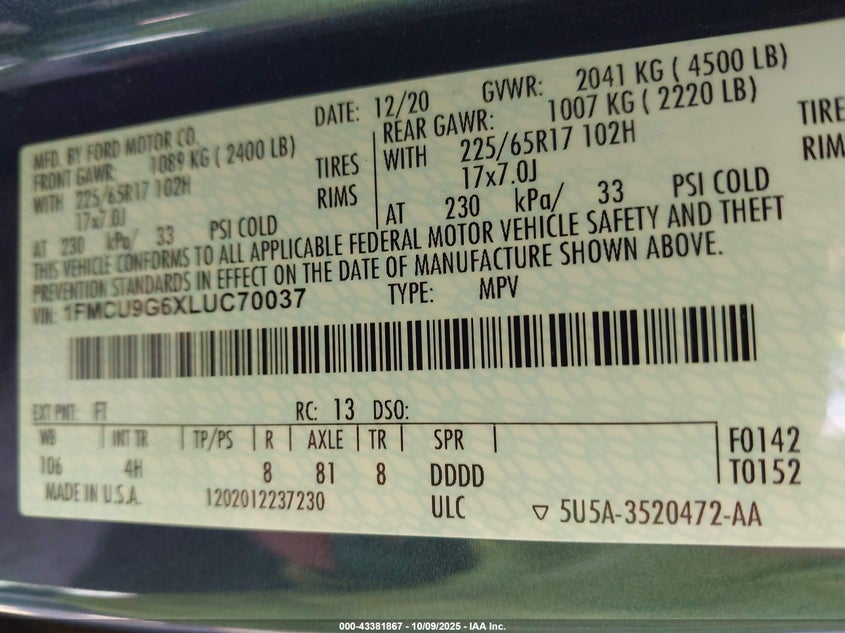 MFD. BY FORD MOTOR CO. DATE: 12/20 GVWR: 2041 KG ( 4500 LB)
FRONT GAWR: 1089 KG ( 2400 LB) REAR GAWR: 1007 KG ( 2220 LB)
WITH 225/65R17 102H TIRES WITH 225/65R17 102H TIRE
17x7.0J RIMS 17x7.0J RIM
AT 230 kPa/ 33 PSI COLD AT 230 kPa/ 33 PSI COLD
THIS VEHICLE CONFORMS TO ALL APPLICABLE FEDERAL MOTOR VEHICLE SAFETY AND THEFT
PREVENTION STANDARDS IN EFFECT ON THE DATE OF MANUFACTURE SHOWN ABOVE.
VIN: 1FMCU9G6XLUC70037 TYPE: MPV
EXT PNT: FT RC: 13 DSO:
WB INT TR TP/PS R AXLE TR SPR F0142
106 4H 8 81 8 DDDD T0152
MADE IN U.S.A. 1202012237230 ULC ▽ 5U5A-3520472-AA
000-43381867 - 10/09/2025 - IAA Inc.